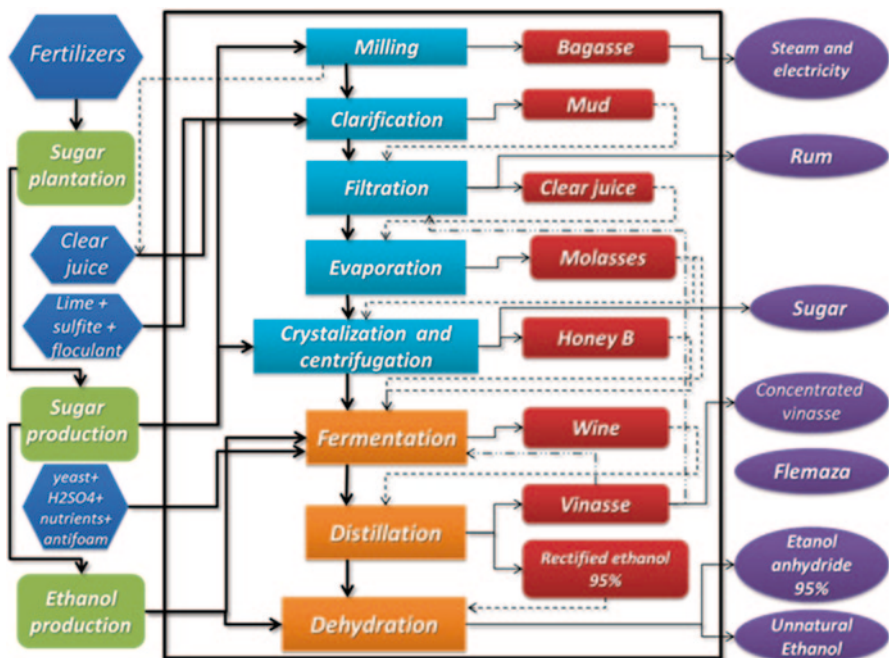 Fertilizers
Milling
Bagasse
Steam and
electricity
Clarification
Mud
Sugar
plantation
Filtration
Clear juice
Rum
Clear
juice
Evaporation
Molasses
Lime +
sulfite +
floculant
Crystalization and
centrifugation
Honey B
Sugar
Sugar
production
Fermentation
Wine
Concentrated
vinasse
yeast+
H2SO4+
nutrients+
antifoam
Flemaza
Distillation
Vinasse
Rectified ethanol
95%
Etanol
anhydride
95%
Ethanol
production
Dehydration
Unnatural
Ethanol